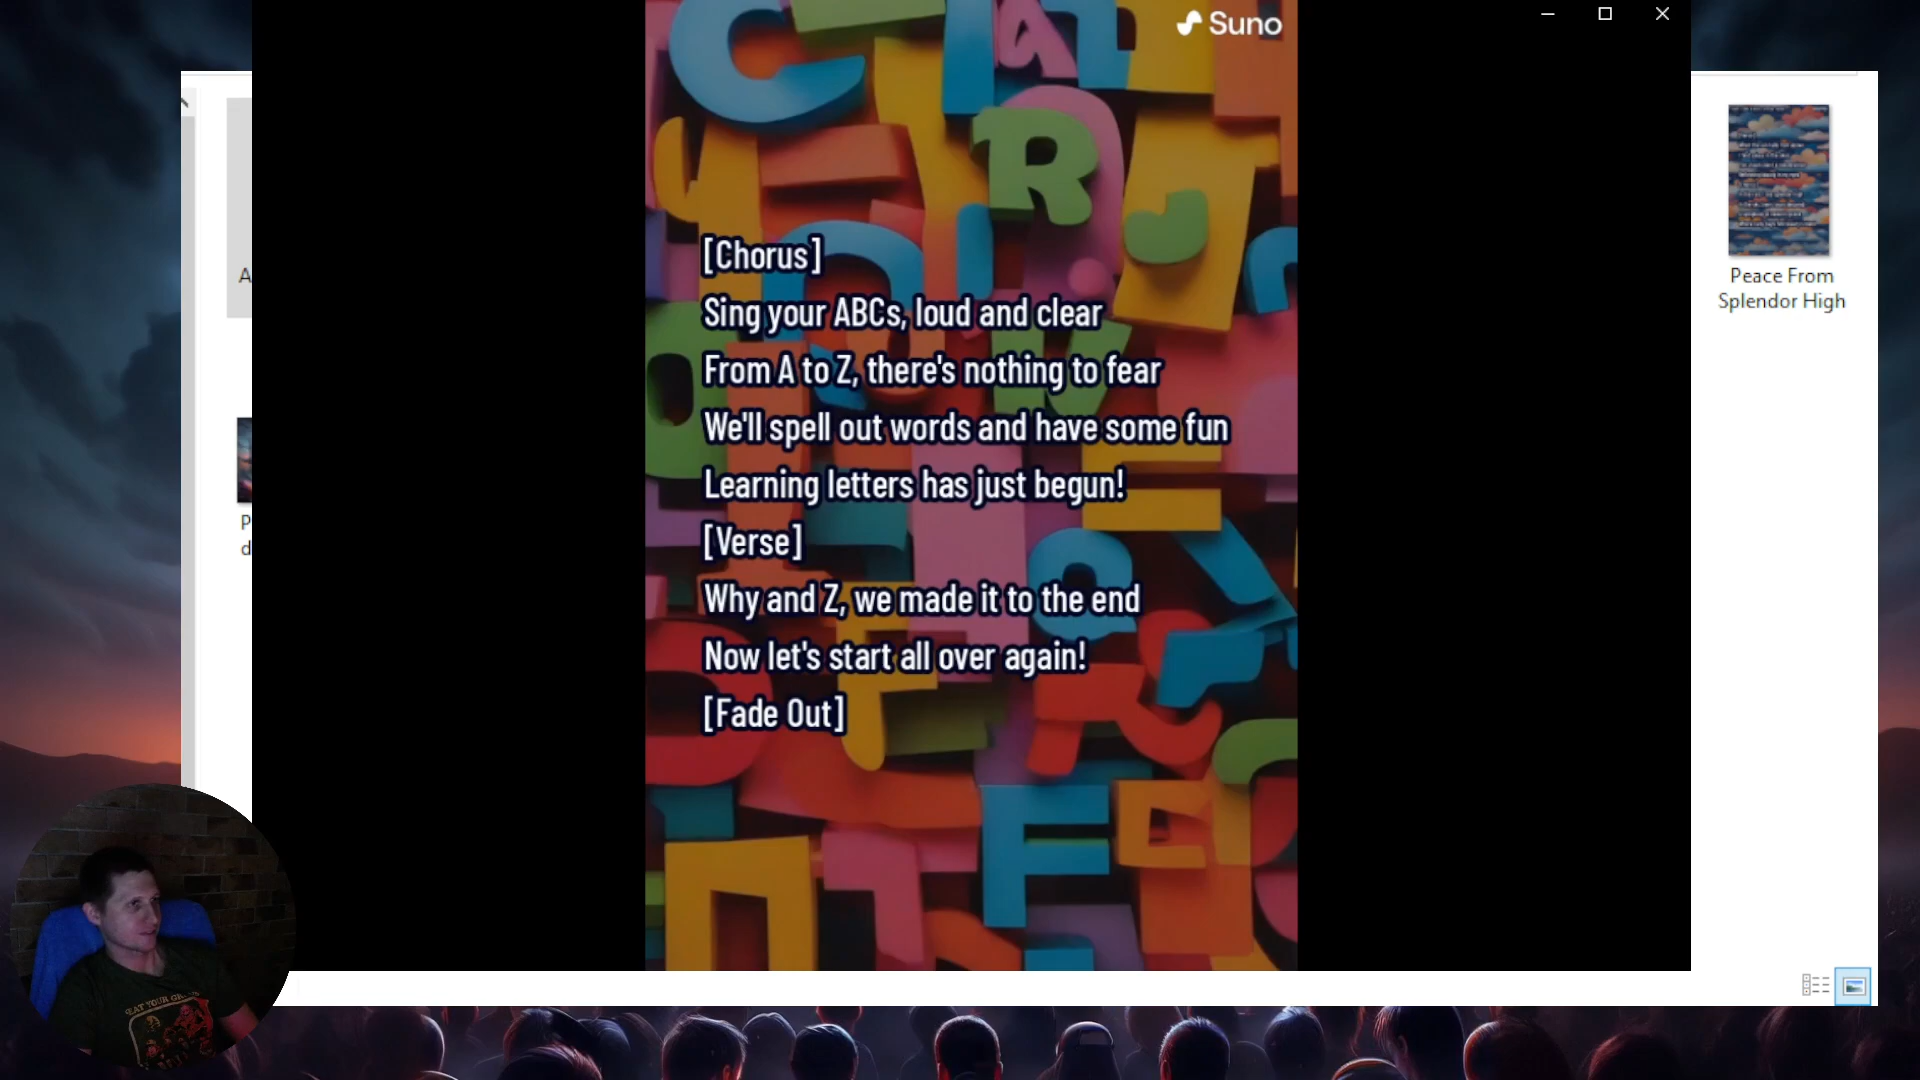 Suno
[Chorus]
Sing your ABCs, loud and clear
From A to Z, there's nothing to fear
We'll spell out words and have some fun
Learning letters has just begun!
[Verse]
Why and Z, we made it to the end
Now let's start all over again!
[Fade Out]
Peace From
Splendor High
A
P
d